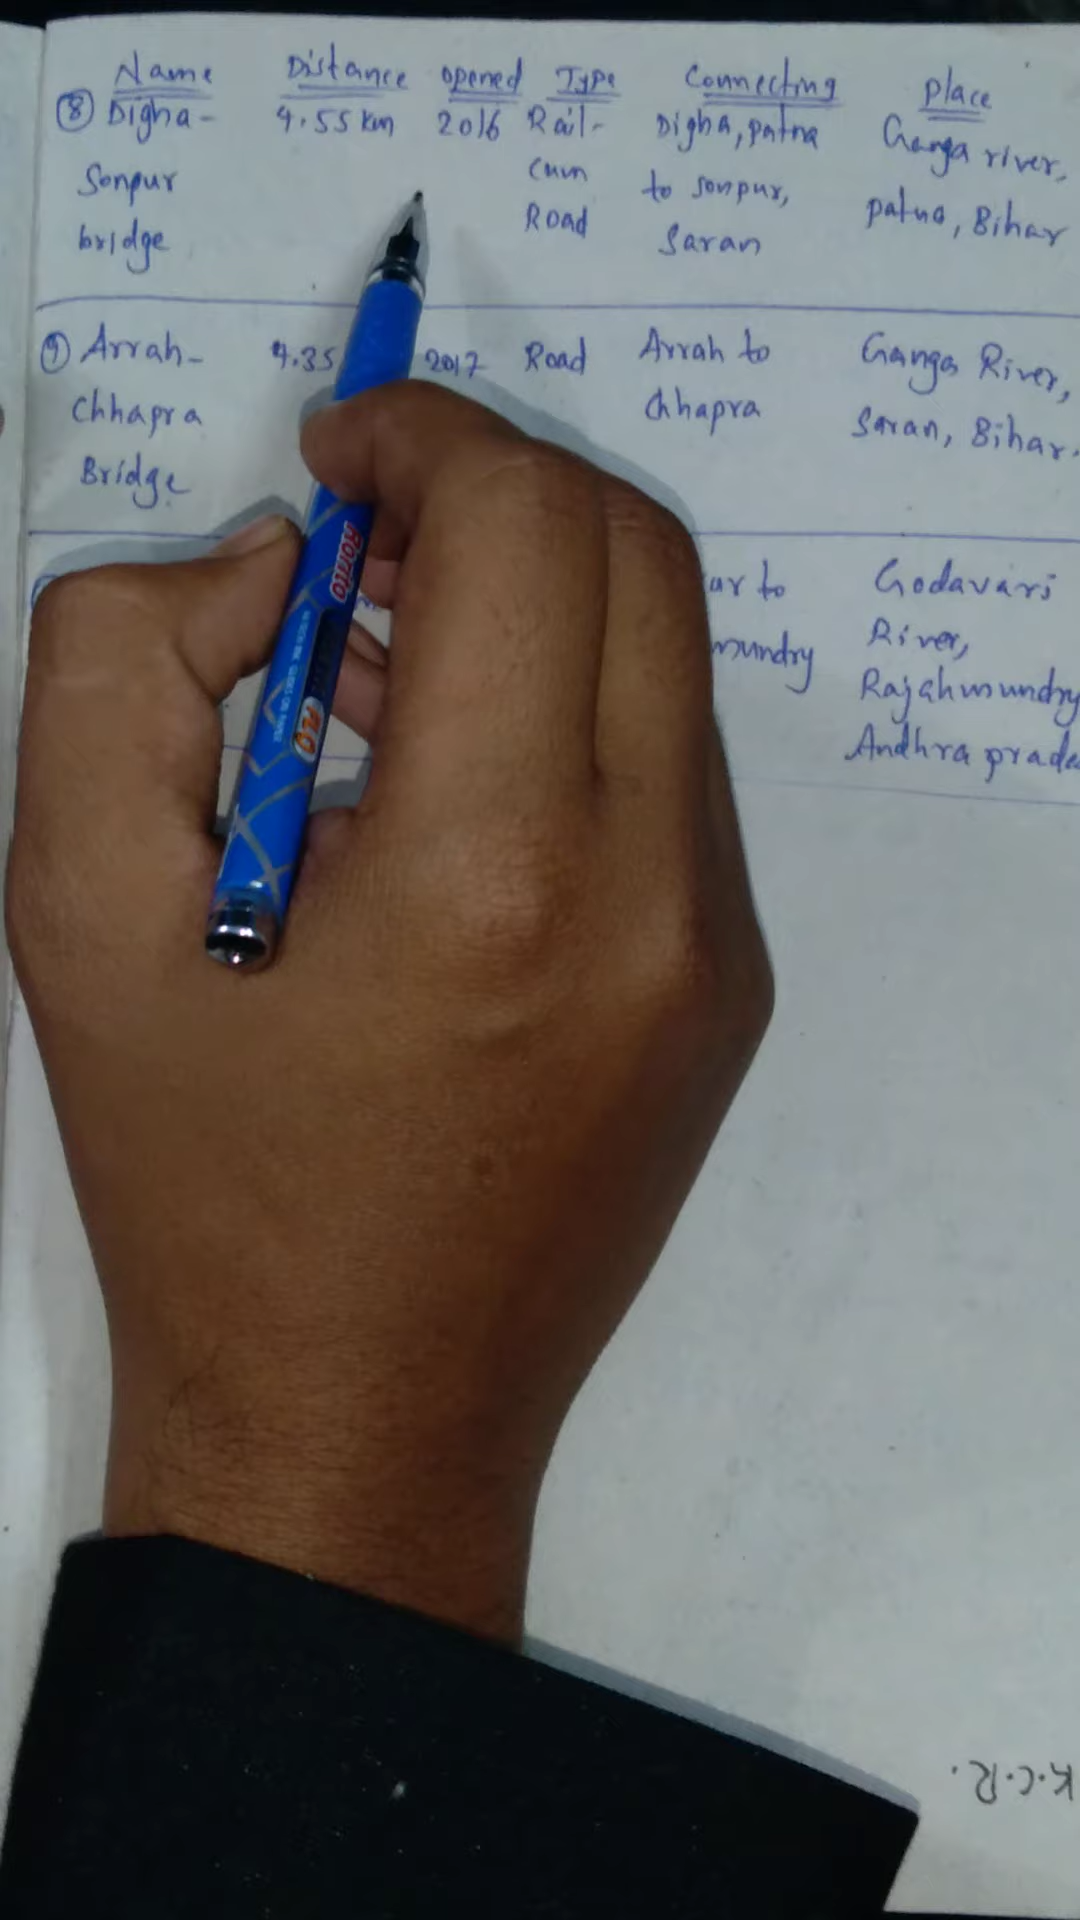 Name Distance opened Type Connecting place
⑧ Digha- 4.55 km 2016 Rail- Digha, patna Ganga river,
Sonpur cum to sonpur, patna, Bihar
bridge Road Saran
⑨ Arrah- 4.35 2017 Road Arrah to Ganga River,
Chhapra Chhapra Saran, Bihar.
Bridge
ar to Godavari
mundry River,
Rajahmundry
Andhra prade
Rorito
K.C.R.